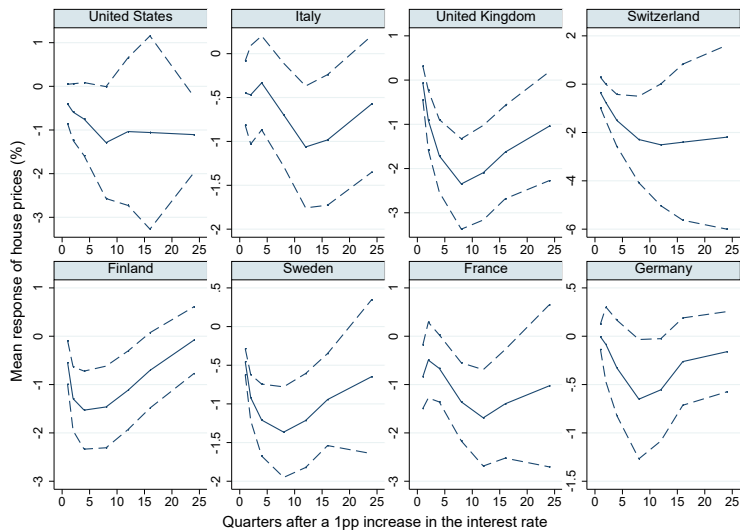 United States
Italy
United Kingdom
Switzerland
1
0
-1
-2
-3
0
-.5
-1
-1.5
-2
1
0
-1
-2
-3
2
0
-2
-4
-6
0 5 10 15 20 25
0 5 10 15 20 25
0 5 10 15 20 25
0 5 10 15 20 25
Finland
Sweden
France
Germany
1
0
-1
-2
-3
.5
0
-.5
-1
-1.5
-2
1
0
-1
-2
-3
.5
0
-.5
-1
-1.5
0 5 10 15 20 25
0 5 10 15 20 25
0 5 10 15 20 25
0 5 10 15 20 25
Mean response of house prices (%)
Quarters after a 1pp increase in the interest rate